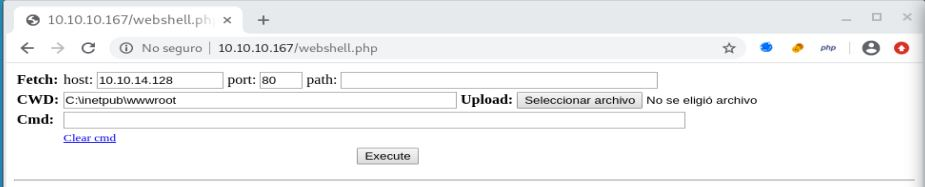 10.10.10.167/webshell.ph
No seguro 10.10.10.167/webshell.php php
Fetch: host: 10.10.14.128 port: 80 path:
CWD: C:\inetpub\wwwroot Upload: Seleccionar archivo No se eligió archivo
Cmd:
Clear cmd
Execute